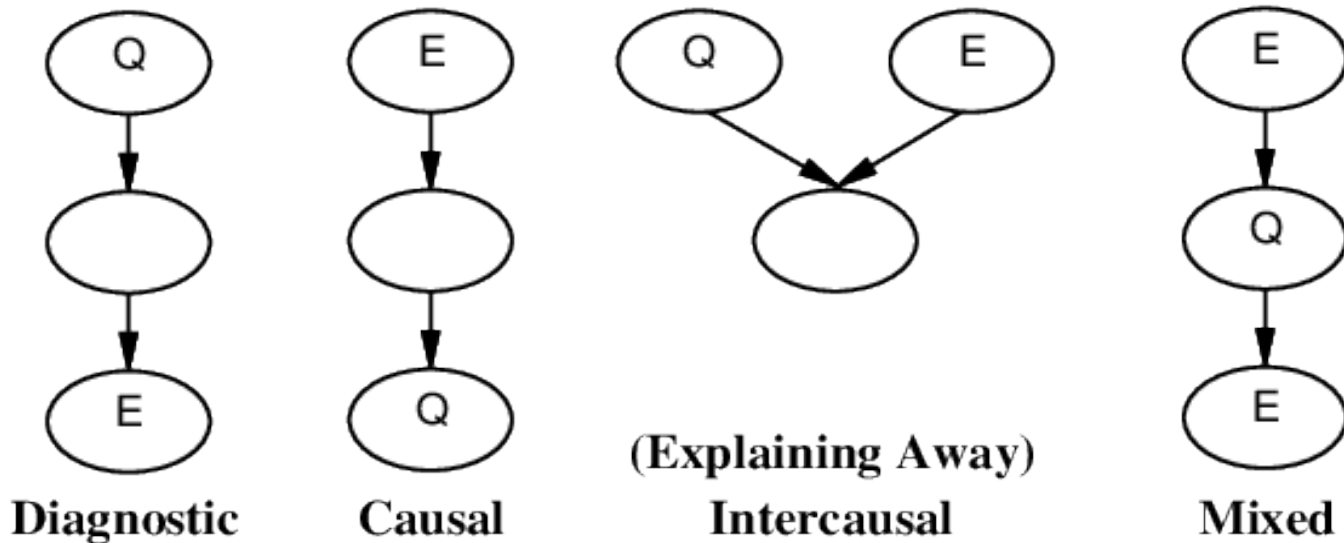 Q
E
Q
E
E
Q
E
Q
E
(Explaining Away)
Diagnostic
Causal
Intercausal
Mixed